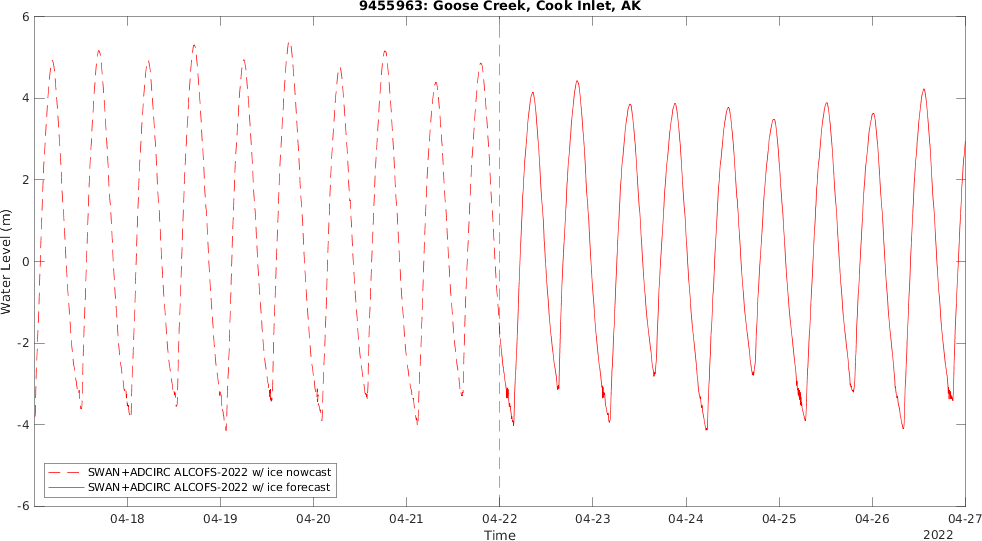 9455963: Goose Creek, Cook Inlet, AK
6
4
2
0
-2
-4
-6
Water Level (m)
SWAN+ADCIRC ALCOFS-2022 w/ ice nowcast
SWAN+ADCIRC ALCOFS-2022 w/ ice forecast
04-18 04-19 04-20 04-21 04-22 04-23 04-24 04-25 04-26 04-27
Time
2022